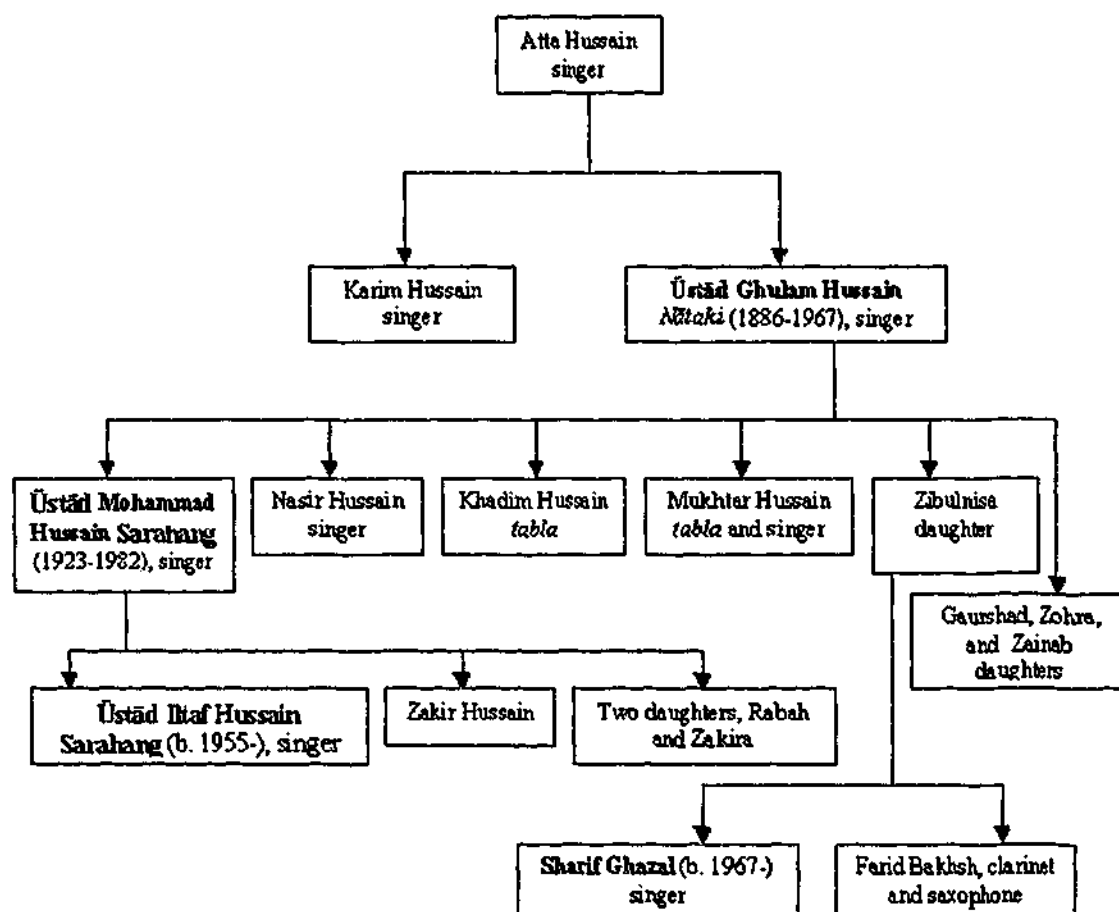 Atta Hussain
singer
Karim Hussain
singer
Üstād Ghulam Hussain
Nātaki (1886-1967), singer
Üstād Mohammad
Hussain Sarahang
(1923-1982), singer
Nasir Hussain
singer
Khadim Hussain
tabla
Mukhtar Hussain
tabla and singer
Zibulnisa
daughter
Gaurshad, Zohra,
and Zainab
daughters
Üstād Iltaf Hussain
Sarahang (b. 1955-), singer
Zakir Hussain
Two daughters, Rabah
and Zakira
Sharif Ghazal (b. 1967-)
singer
Farid Bakhsh, clarinet
and saxophone